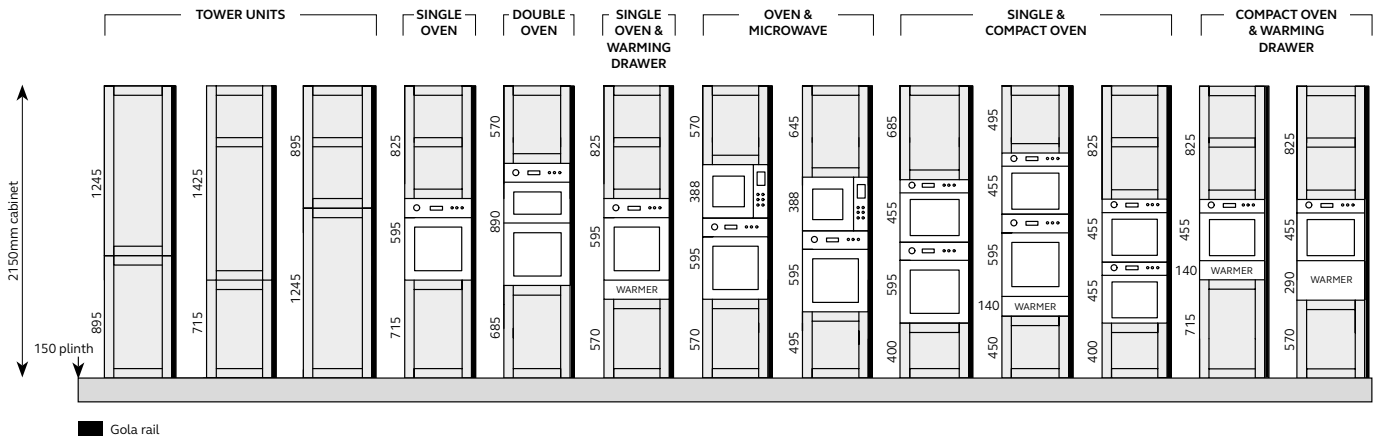 TOWER UNITS
SINGLE
OVEN
DOUBLE
OVEN
SINGLE
OVEN &
WARMING
DRAWER
OVEN &
MICROWAVE
SINGLE &
COMPACT OVEN
COMPACT OVEN
& WARMING
DRAWER
2150mm cabinet
1245
895
1425
715
895
1245
825
595
715
570
890
685
825
595
WARMER
570
570
388
595
570
645
388
595
495
685
455
595
400
495
455
595
140
WARMER
450
825
455
455
400
825
455
140
WARMER
715
825
455
290
WARMER
570
150 plinth
Gola rail